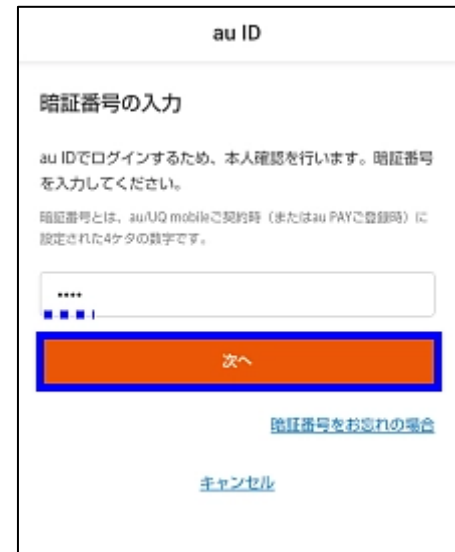 au ID
暗証番号の入力
au IDでログインするため、本人確認を行います。暗証番号
を入力してください。
暗証番号とは、au/UQ mobileご契約時（またはau PAYご登録時）に
設定された4ケタの数字です。
••••
次へ
暗証番号をお忘れの場合
キャンセル